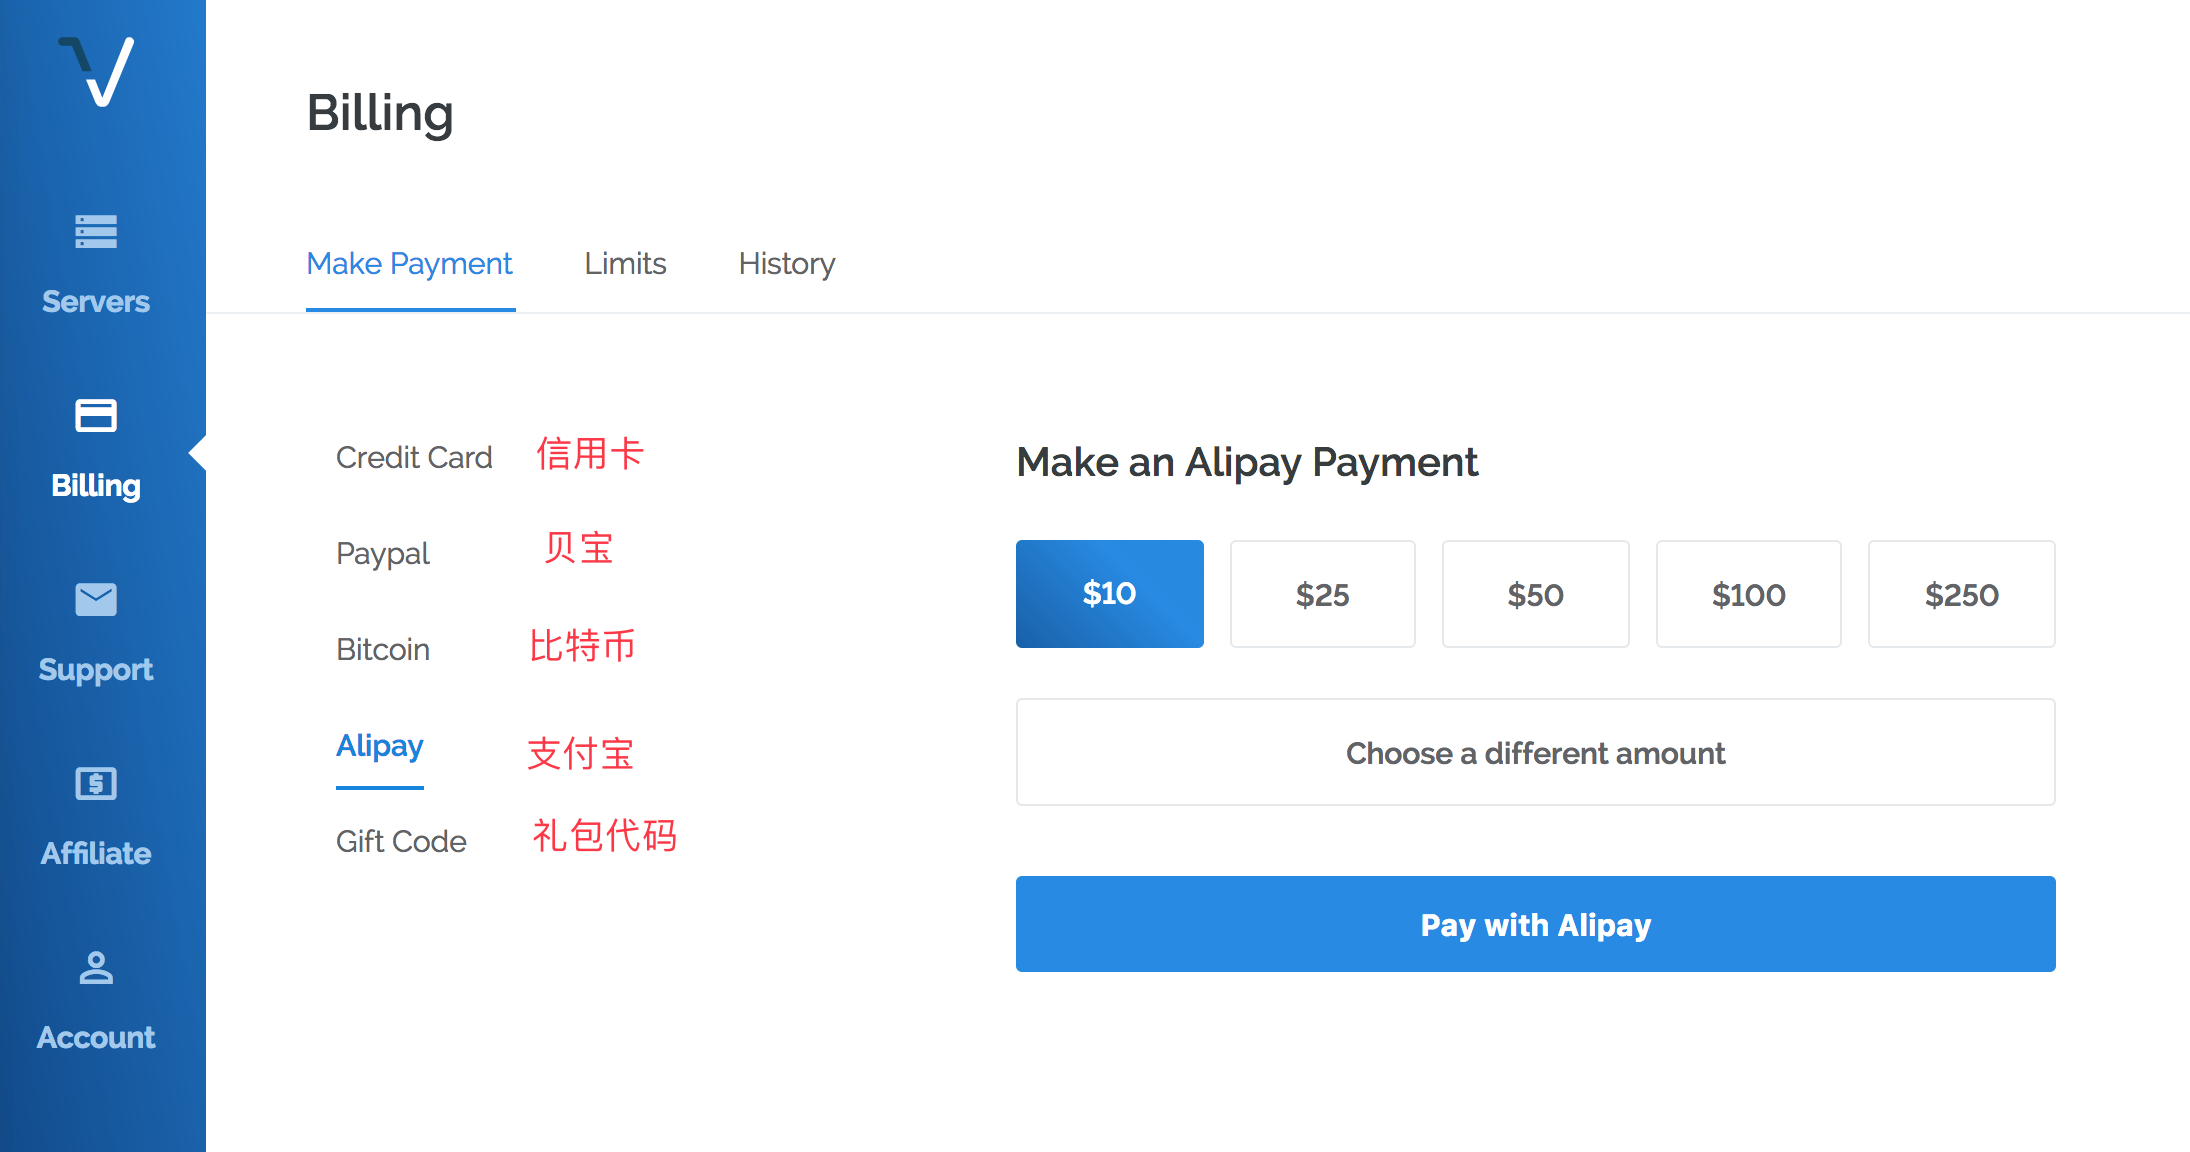 Servers
Billing
Support
Affiliate
Account
Billing
Make Payment Limits History
Credit Card 信用卡
Paypal 贝宝
Bitcoin 比特币
Alipay 支付宝
Gift Code 礼包代码
Make an Alipay Payment
$10 $25 $50 $100 $250
Choose a different amount
Pay with Alipay